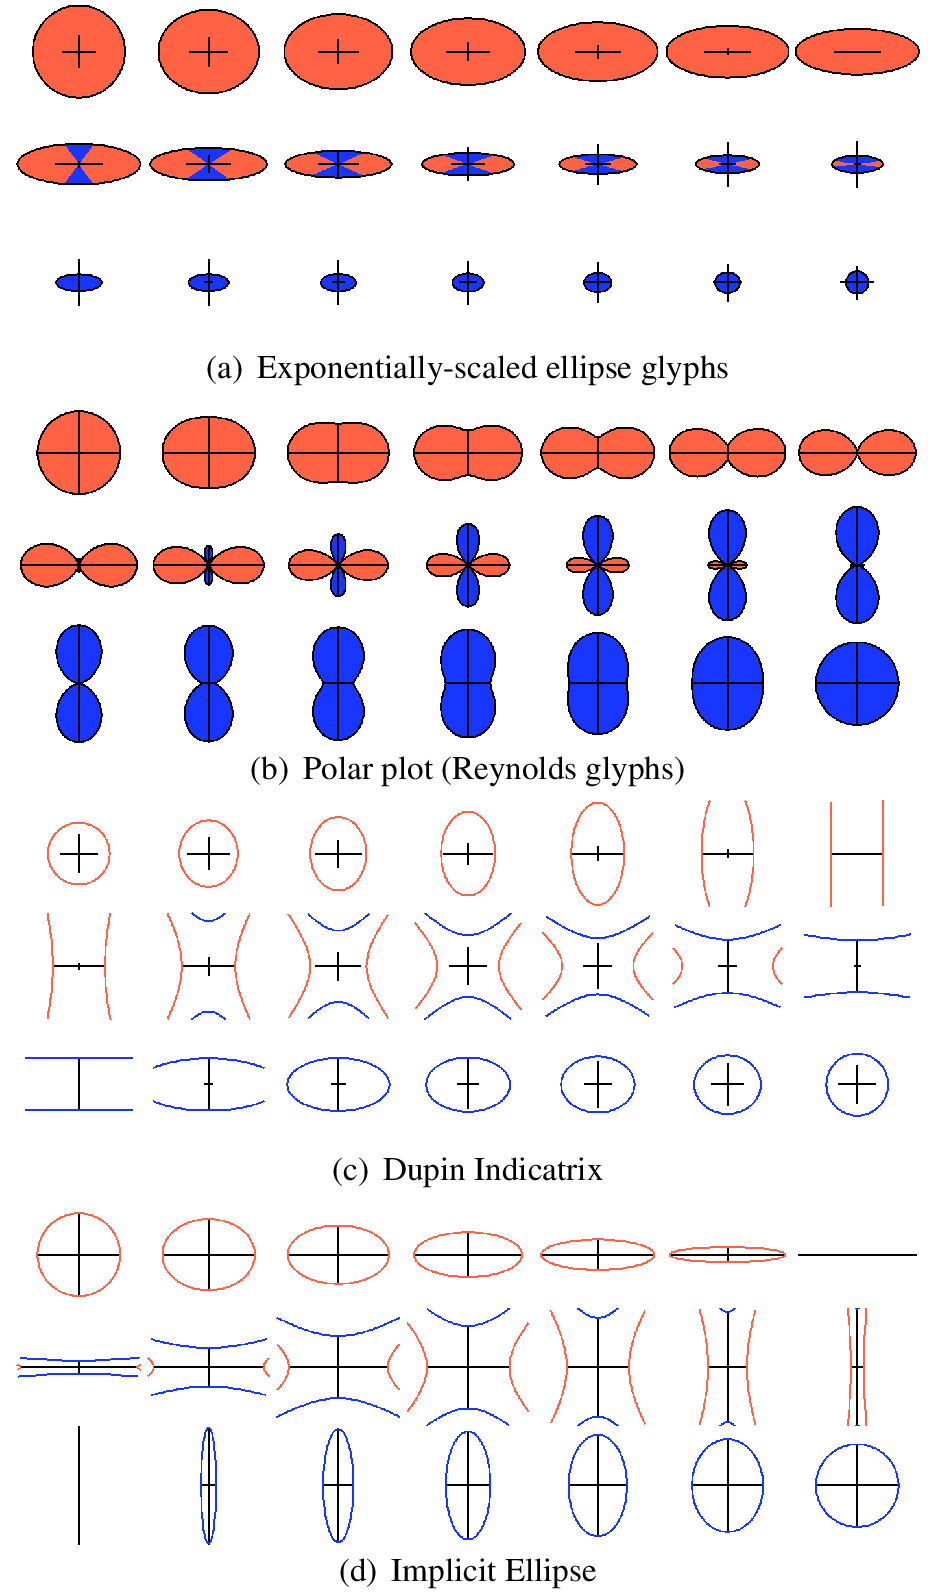 (a) Exponentially-scaled ellipse glyphs
(b) Polar plot (Reynolds glyphs)
(c) Dupin Indicatrix
(d) Implicit Ellipse